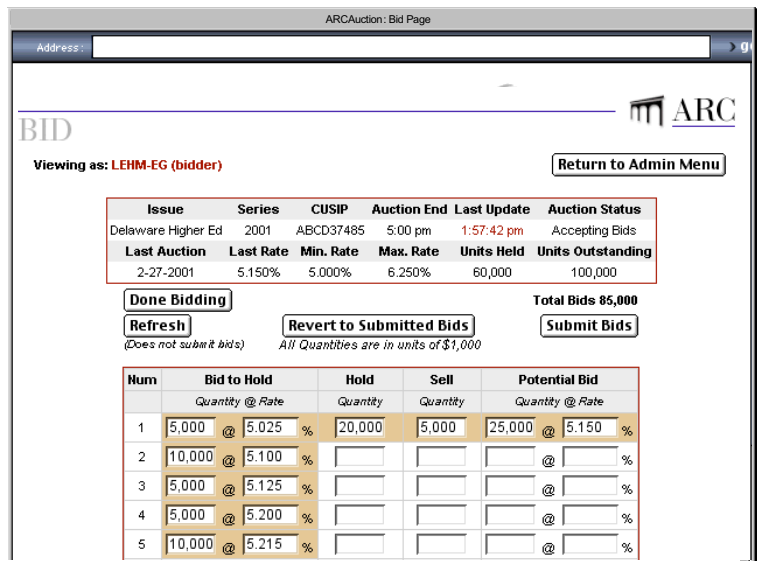 ARCAuction: Bid Page
Address: › g
ARC
BID
Viewing as: LEHM-EG (bidder) Return to Admin Menu
Issue Series CUSIP Auction End Last Update Auction Status
Delaware Higher Ed 2001 ABCD37485 5:00 pm 1:57:42 pm Accepting Bids
Last Auction Last Rate Min. Rate Max. Rate Units Held Units Outstanding
2-27-2001 5.150% 5.000% 6.250% 60,000 100,000
Done Bidding Total Bids 85,000
Refresh Revert to Submitted Bids Submit Bids
(Does not submit bids) All Quantities are in units of $1,000
Num Bid to Hold Hold Sell Potential Bid
Quantity @ Rate Quantity Quantity Quantity @ Rate
1 5,000 @ 5.025 % 20,000 5,000 25,000 @ 5.150 %
2 10,000 @ 5.100 % @ %
3 5,000 @ 5.125 % @ %
4 5,000 @ 5.200 % @ %
5 10,000 @ 5.215 % @ %